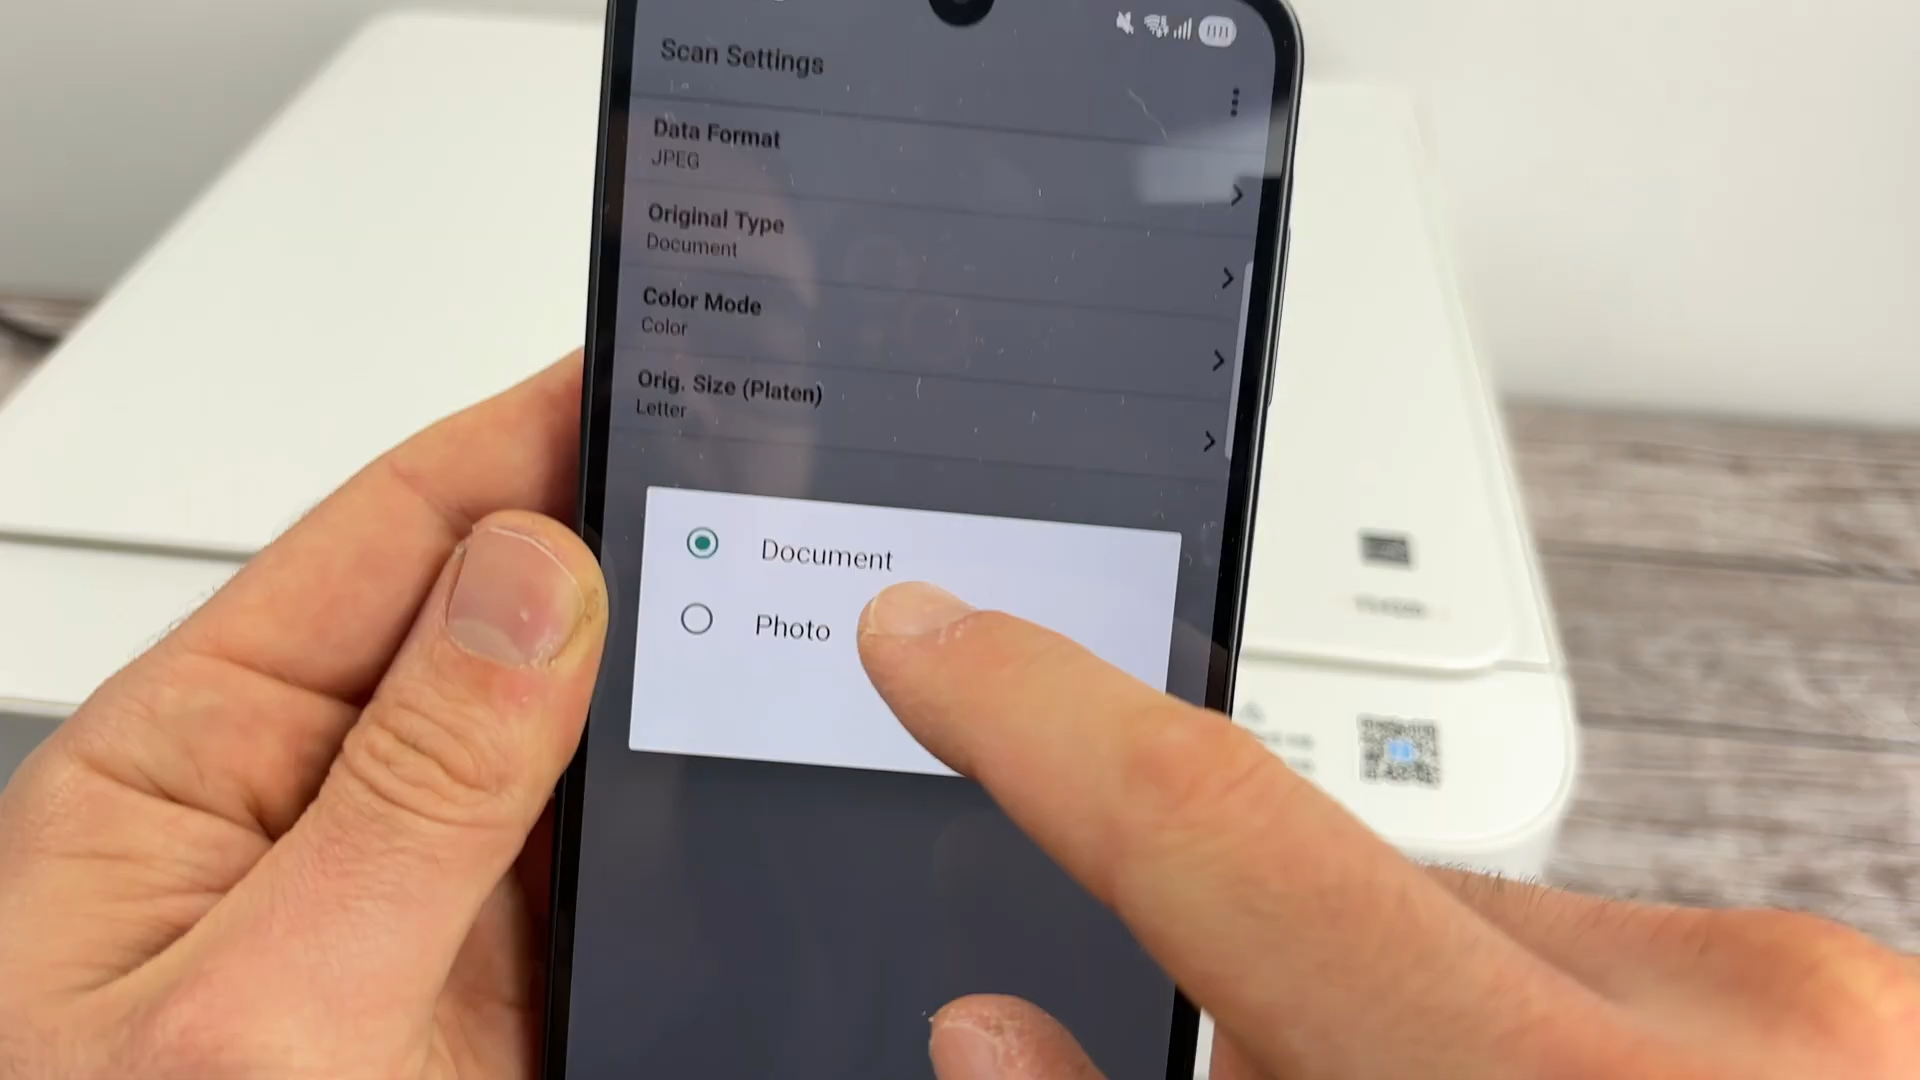 Scan Settings
Data Format
JPEG
Original Type
Document
Color Mode
Color
Orig. Size (Platen)
Letter
Document
Photo